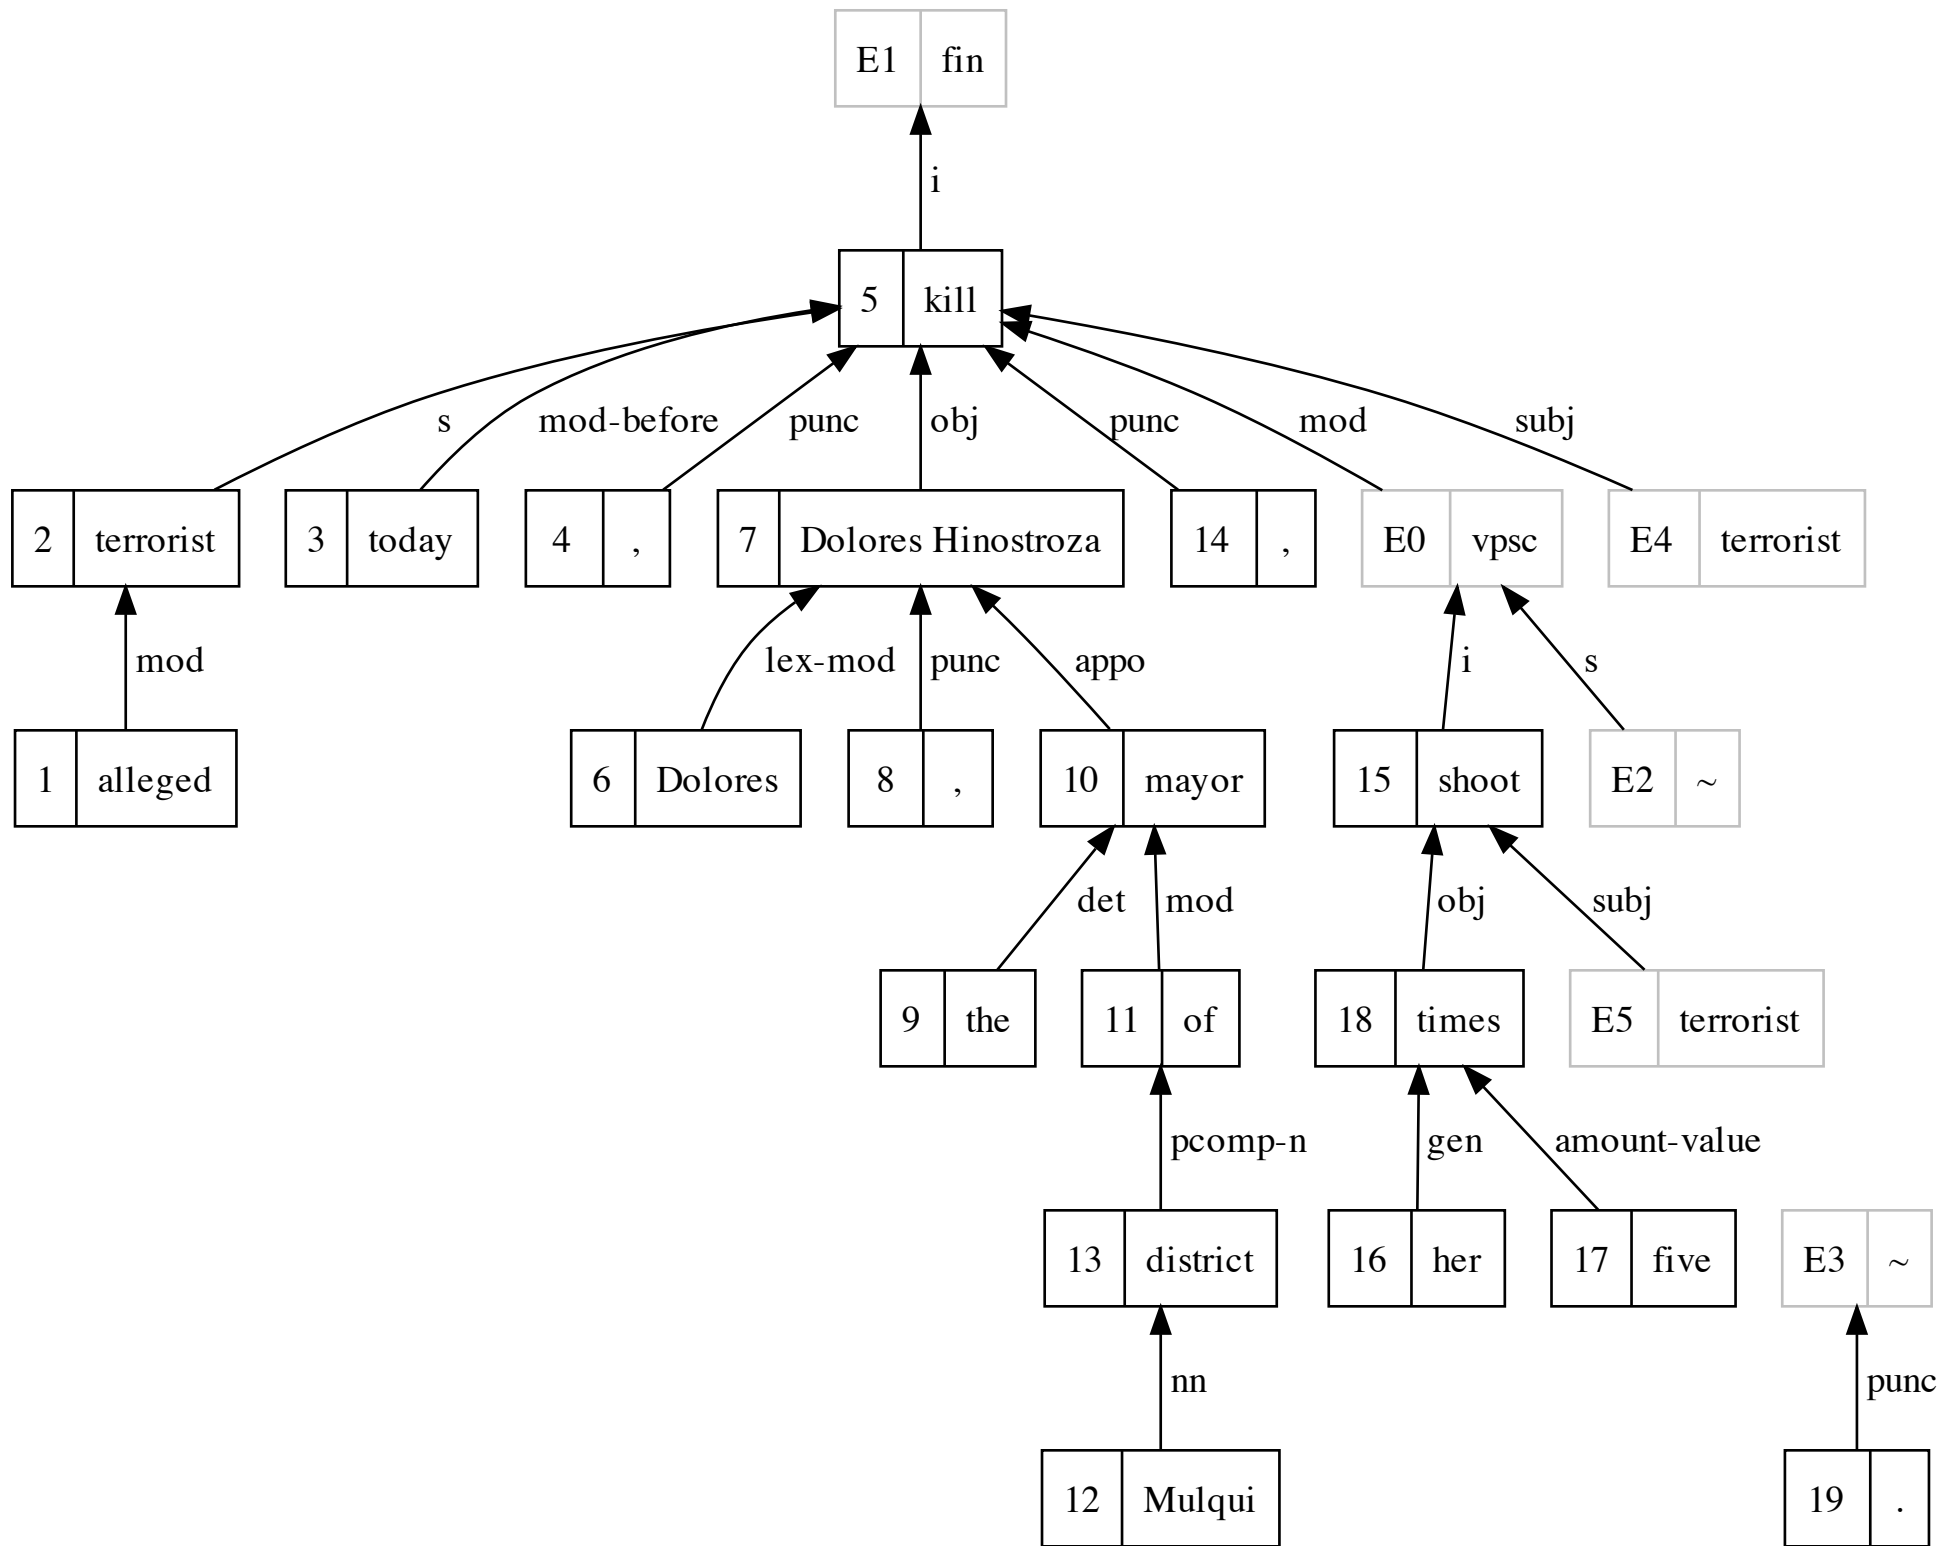 E1 fin
i
5 kill
s mod-before punc obj punc mod subj
2 terrorist 3 today 4 , 7 Dolores Hinostroza 14 , E0 vpsc E4 terrorist
mod lex-mod punc appo i s
1 alleged 6 Dolores 8 , 10 mayor 15 shoot E2 ~
det mod obj subj
9 the 11 of 18 times E5 terrorist
pcomp-n gen amount-value
13 district 16 her 17 five E3 ~
nn punc
12 Mulqui 19 .